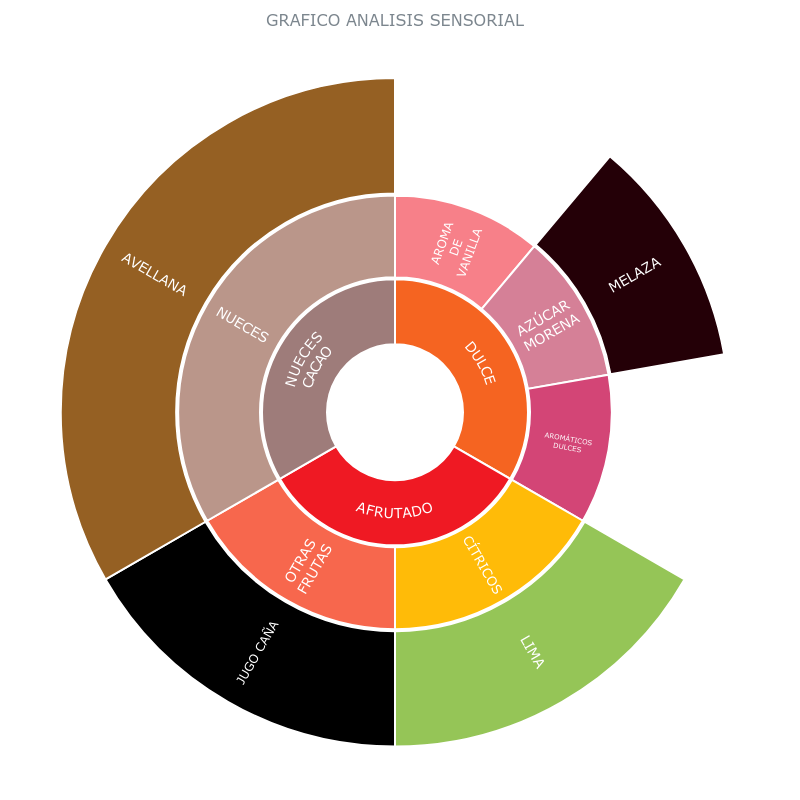 GRAFICO ANALISIS SENSORIAL
DULCE
AFRUTADO
NUECES
CACAO
AROMA
DE
VANILLA
AZÚCAR
MORENA
AROMÁTICOS
DULCES
CÍTRICOS
OTRAS
FRUTAS
NUECES
MELAZA
LIMA
JUGO CAÑA
AVELLANA